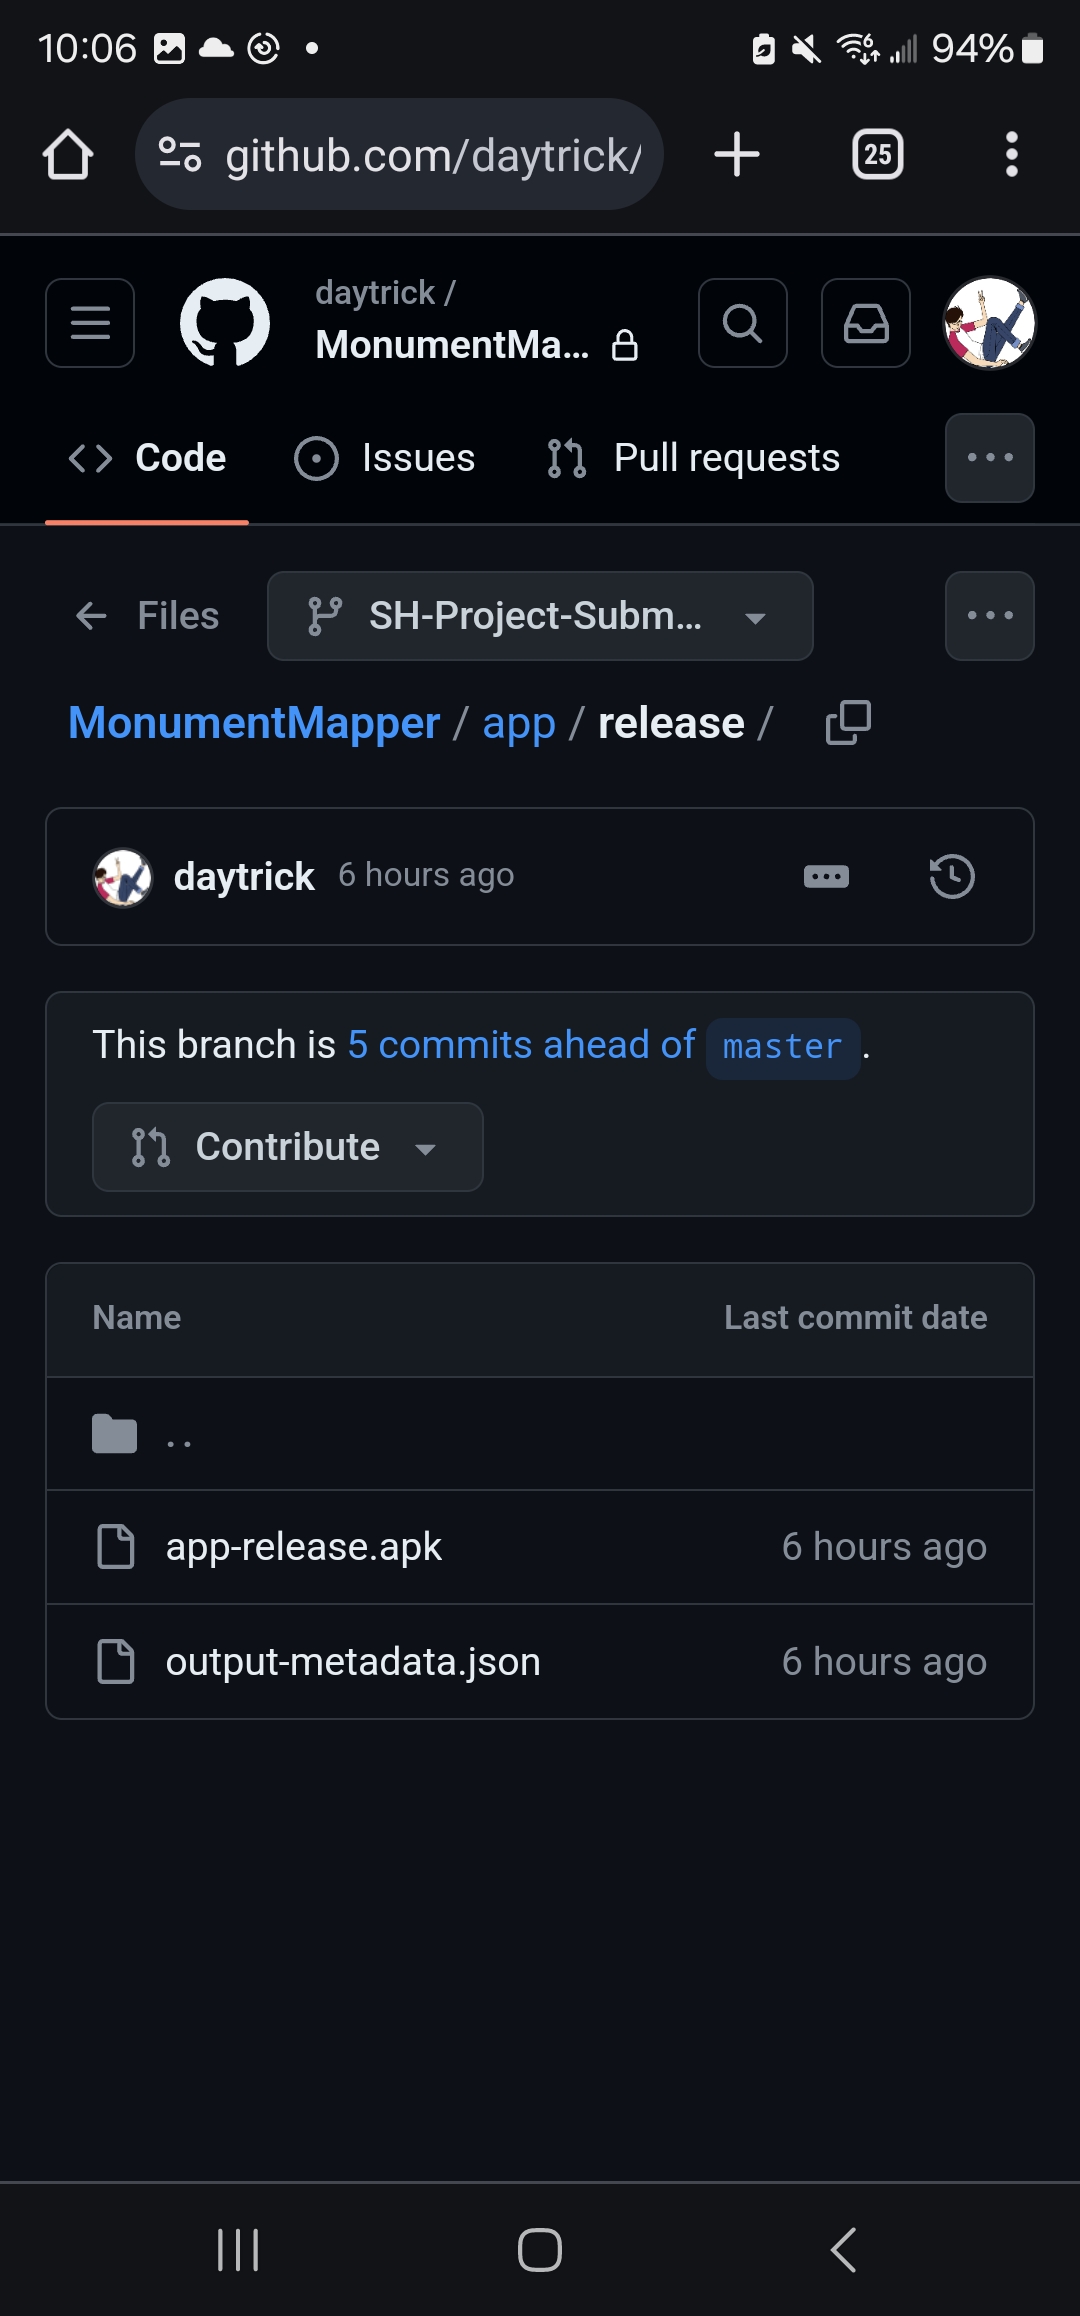 10:06 94%
github.com/daytrick/ 25
daytrick /
MonumentMa...
Code Issues Pull requests
Files SH-Project-Subm...
MonumentMapper / app / release /
daytrick 6 hours ago
This branch is 5 commits ahead of master .
Contribute
Name Last commit date
..
app-release.apk 6 hours ago
output-metadata.json 6 hours ago